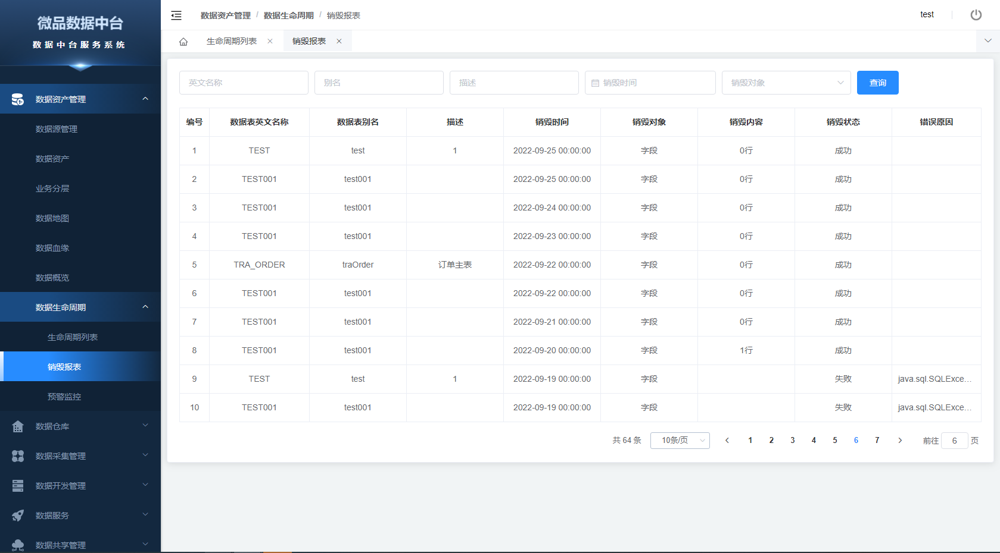 微品数据中台
数据中台服务系统
数据资产管理
数据源管理
数据资产
业务分层
数据地图
数据血缘
数据概览
数据生命周期
生命周期列表
销毁报表
预警监控
数据仓库
数据采集管理
数据开发管理
数据服务
数据共享管理
数据资产管理 / 数据生命周期 / 销毁报表
test
生命周期列表
销毁报表
英文名称 别名 描述 销毁时间 销毁对象 查询
编号 数据表英文名称 数据表别名 描述 销毁时间 销毁对象 销毁内容 销毁状态 错误原因
1 TEST test 1 2022-09-25 00:00:00 字段 0行 成功
2 TEST001 test001 2022-09-25 00:00:00 字段 0行 成功
3 TEST001 test001 2022-09-24 00:00:00 字段 0行 成功
4 TEST001 test001 2022-09-23 00:00:00 字段 0行 成功
5 TRA_ORDER traOrder 订单主表 2022-09-22 00:00:00 字段 0行 成功
6 TEST001 test001 2022-09-22 00:00:00 字段 0行 成功
7 TEST001 test001 2022-09-21 00:00:00 字段 0行 成功
8 TEST001 test001 2022-09-20 00:00:00 字段 1行 成功
9 TEST test 1 2022-09-19 00:00:00 字段 失败 java.sql.SQLExce...
10 TEST001 test001 2022-09-19 00:00:00 字段 失败 java.sql.SQLExce...
共 64 条 10条/页 1 2 3 4 5 6 7 前往 6 页